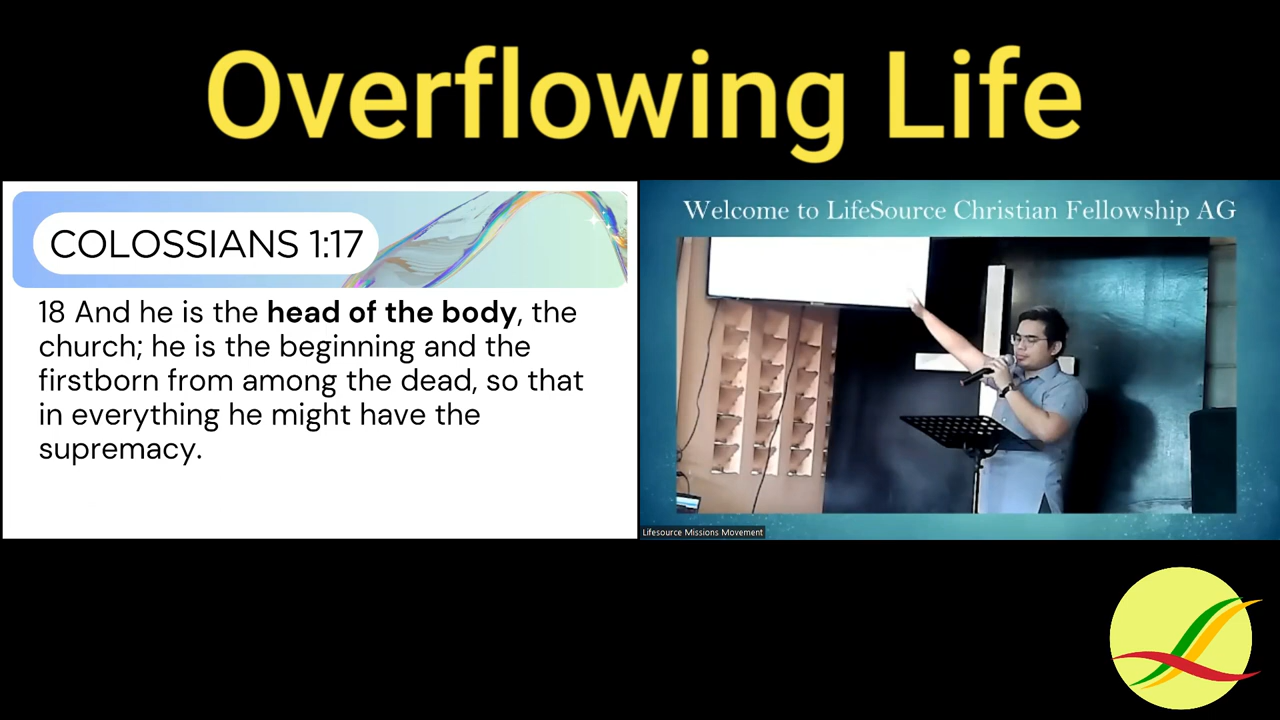 Overflowing Life
COLOSSIANS 1:17
18 And he is the head of the body, the
church; he is the beginning and the
firstborn from among the dead, so that
in everything he might have the
supremacy.
Welcome to LifeSource Christian Fellowship AG
Lifesource Missions Movement